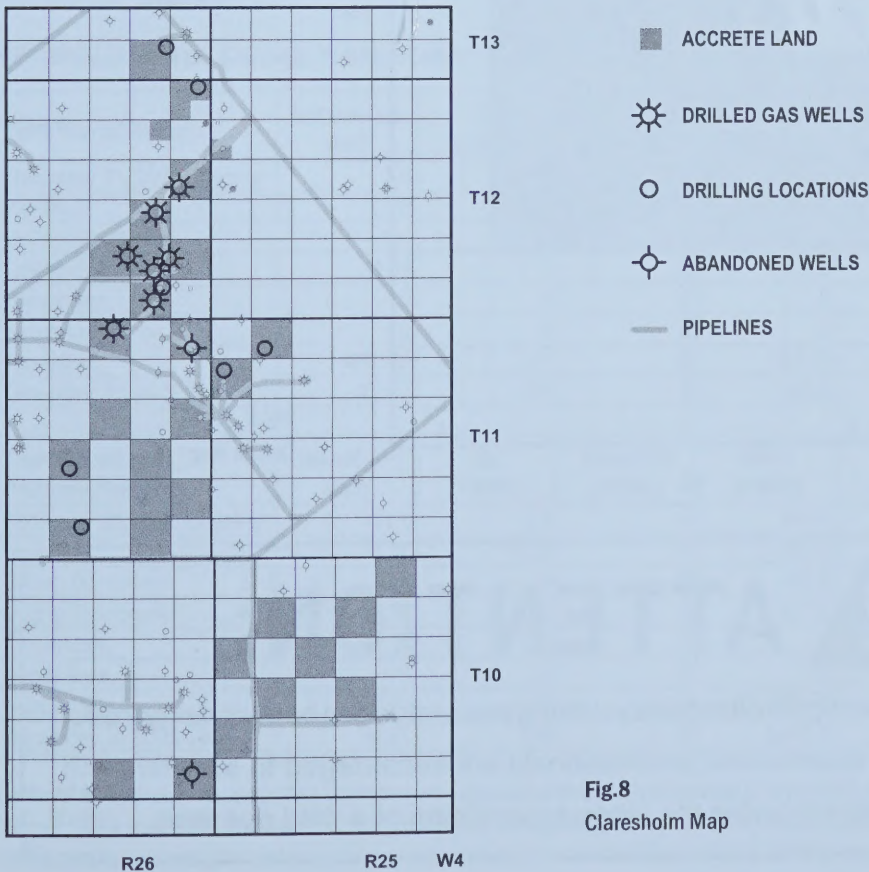 T13
ACCRETE LAND
DRILLED GAS WELLS
DRILLING LOCATIONS
T12
ABANDONED WELLS
PIPELINES
T11
T10
Fig.8
Claresholm Map
R26
R25
W4